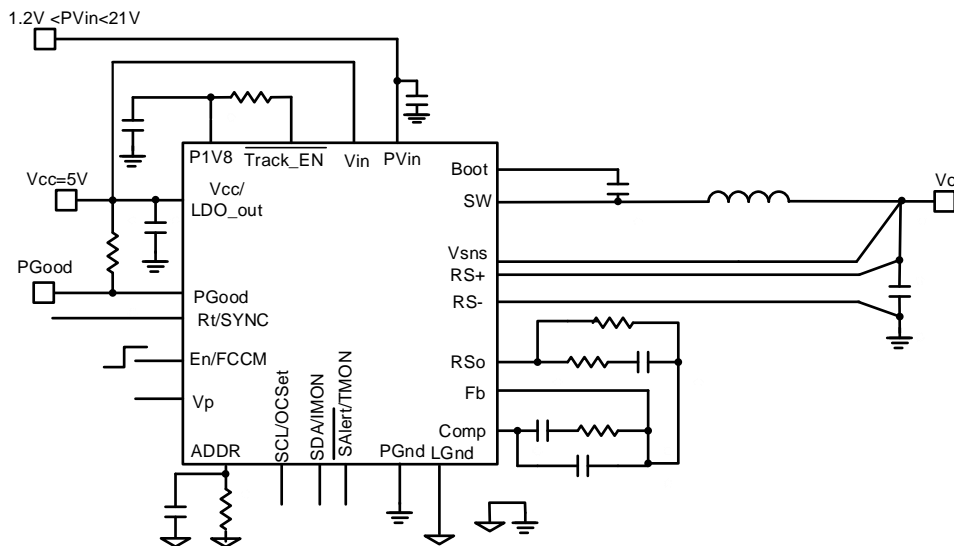 1.2V <PVin<21V
P1V8
Track_EN
Vin
PVin
Boot
Vcc=5V
Vcc/
LDO_out
SW
Vsns
RS+
PGood
PGood
RS-
Rt/SYNC
En/FCCM
RSo
Fb
Vp
Comp
ADDR
SCL/OCSet
SDA/IMON
SAlert/TMON
PGnd
LGnd